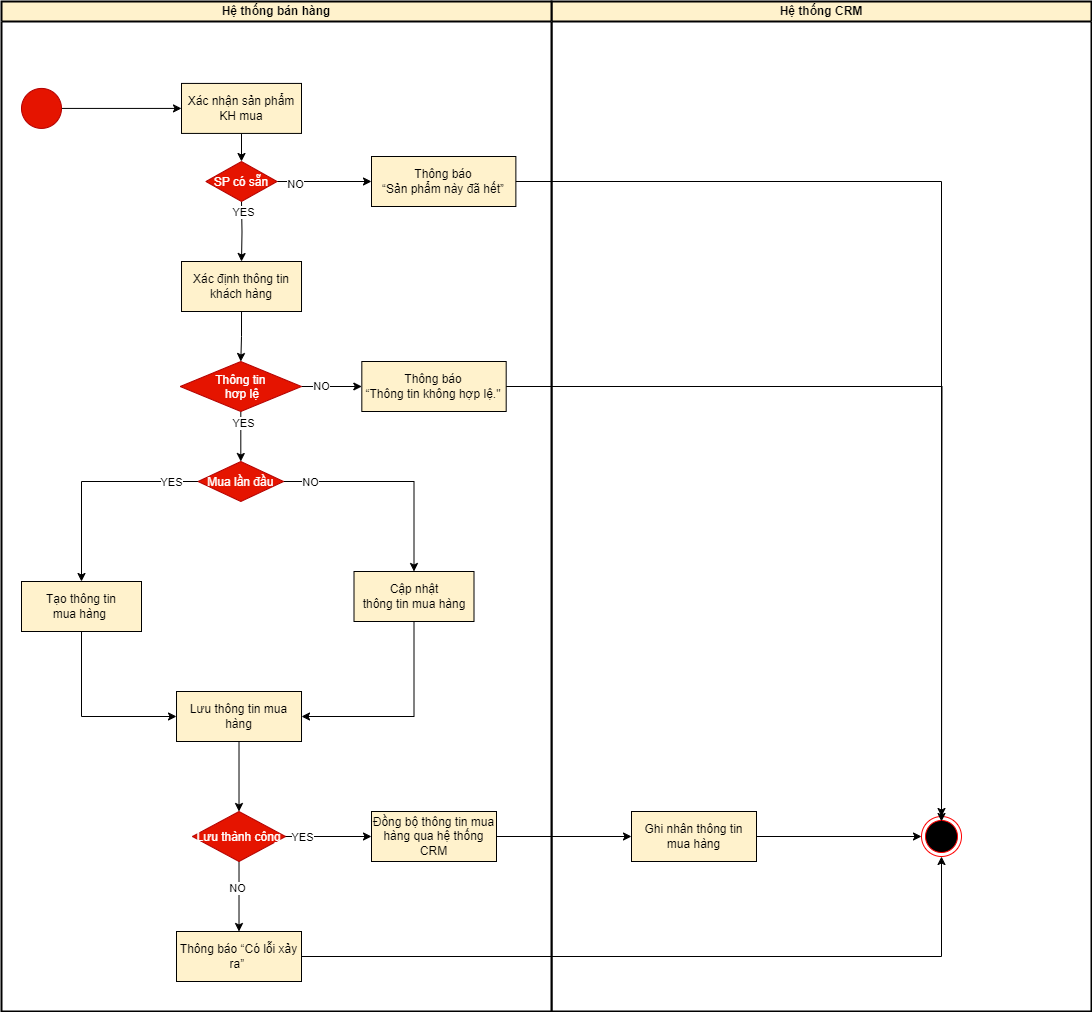 Hệ thống bán hàng
Hệ thống CRM
Xác nhận sản phẩm
KH mua
SP có sẵn
NO
Thông báo
“Sản phẩm này đã hết”
YES
Xác định thông tin
khách hàng
Thông tin
hơp lệ
NO
Thông báo
“Thông tin không hợp lệ."
YES
YES
Mua lần đầu
NO
Tạo thông tin
mua hàng
Cập nhật
thông tin mua hàng
Lưu thông tin mua
hàng
Lưu thành công
YES
Đồng bộ thông tin mua
hàng qua hệ thống
CRM
Ghi nhân thông tin
mua hàng
NO
Thông báo “Có lỗi xảy
ra”